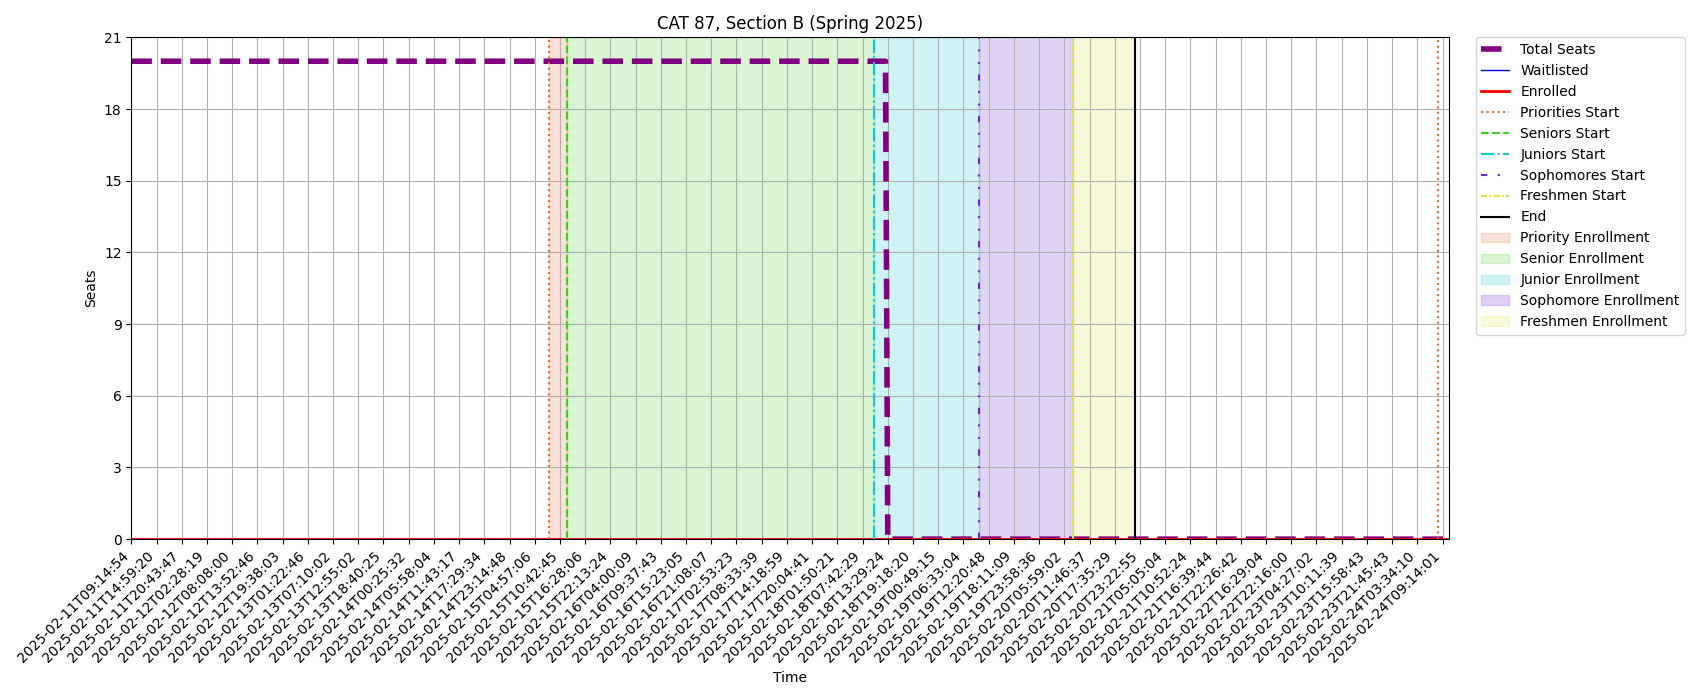 CAT 87, Section B (Spring 2025)
21
18
15
12
9
6
3
0
Seats
2025-02-11T09:14:54
2025-02-11T14:59:20
2025-02-11T20:43:47
2025-02-12T02:28:19
2025-02-12T08:08:00
2025-02-12T13:52:46
2025-02-12T19:38:03
2025-02-13T01:22:46
2025-02-13T07:10:02
2025-02-13T12:55:02
2025-02-13T18:40:25
2025-02-14T00:25:32
2025-02-14T05:58:04
2025-02-14T11:43:17
2025-02-14T17:29:34
2025-02-14T23:14:48
2025-02-15T04:57:06
2025-02-15T10:42:45
2025-02-15T16:28:06
2025-02-15T22:13:24
2025-02-16T04:00:09
2025-02-16T09:37:43
2025-02-16T15:23:05
2025-02-16T21:08:07
2025-02-17T02:53:23
2025-02-17T08:33:39
2025-02-17T14:18:59
2025-02-17T20:04:41
2025-02-18T01:50:21
2025-02-18T07:42:29
2025-02-18T13:29:24
2025-02-18T19:18:20
2025-02-19T00:49:15
2025-02-19T06:33:04
2025-02-19T12:20:48
2025-02-19T18:11:09
2025-02-19T23:58:36
2025-02-20T05:59:02
2025-02-20T11:46:37
2025-02-20T17:35:29
2025-02-20T23:22:55
2025-02-21T05:05:04
2025-02-21T10:52:24
2025-02-21T16:39:44
2025-02-21T22:26:42
2025-02-22T16:29:04
2025-02-22T22:16:00
2025-02-23T04:27:02
2025-02-23T10:11:39
2025-02-23T15:58:43
2025-02-23T21:45:43
2025-02-24T03:34:10
2025-02-24T09:14:01
Time
Total Seats
Waitlisted
Enrolled
Priorities Start
Seniors Start
Juniors Start
Sophomores Start
Freshmen Start
End
Priority Enrollment
Senior Enrollment
Junior Enrollment
Sophomore Enrollment
Freshmen Enrollment